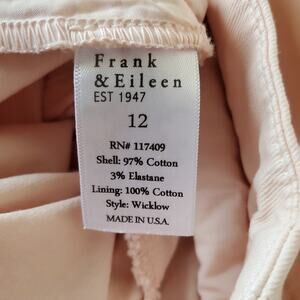 Frank
& Eileen
EST 1947
12
RN# 117409
Shell: 97% Cotton
3% Elastane
Lining: 100% Cotton
Style: Wicklow
MADE IN U.S.A.